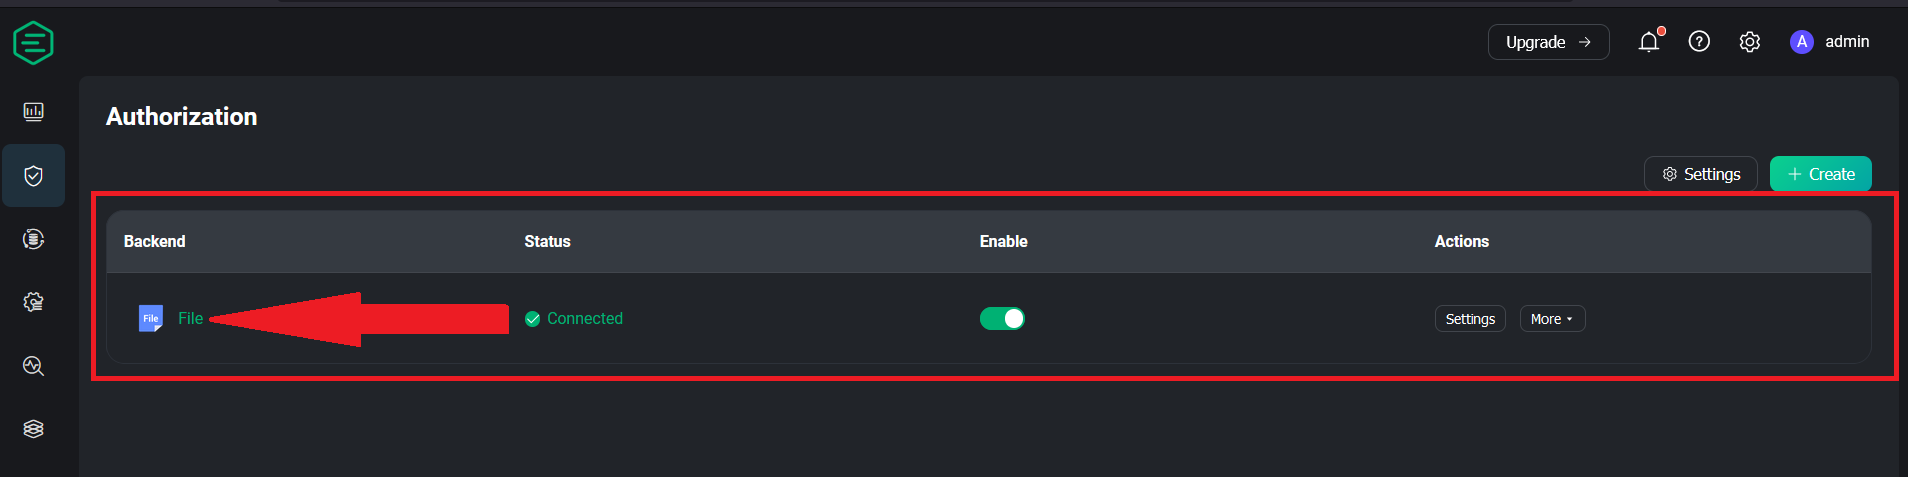 Upgrade → A admin
Authorization
Settings + Create
Backend Status Enable Actions
File File Connected Settings More